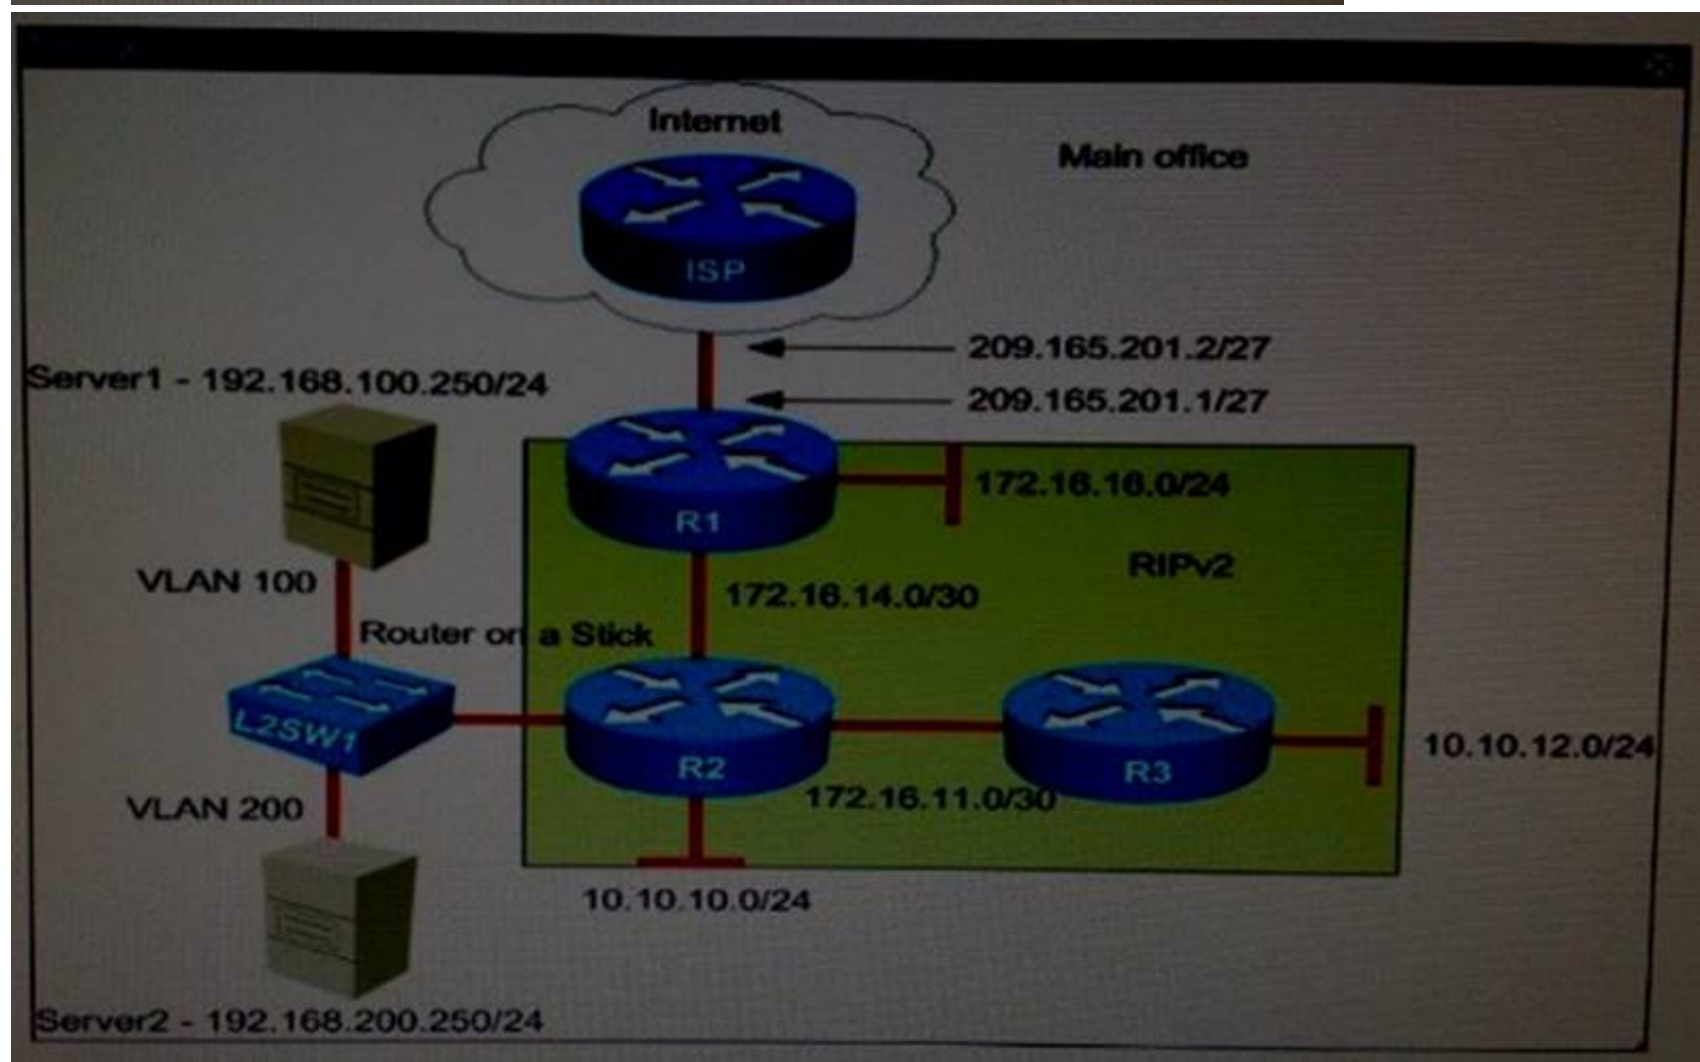 Internet
Main office
ISP
209.165.201.2/27
Server1 - 192.168.100.250/24
209.165.201.1/27
172.16.16.0/24
R1
RIPv2
VLAN 100
172.16.14.0/30
Router on a Stick
L2SW1
R2
R3
10.10.12.0/24
VLAN 200
172.16.11.0/30
10.10.10.0/24
Server2 - 192.168.200.250/24